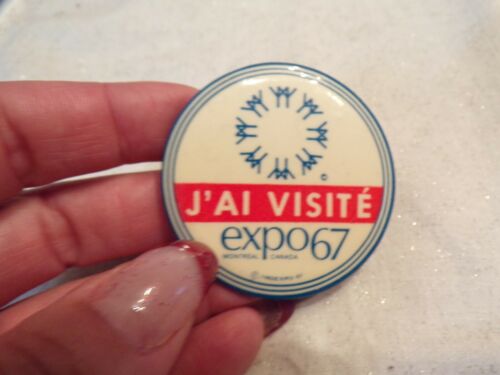 ©
J'AI VISITÉ
expo67
MONTREAL CANADA